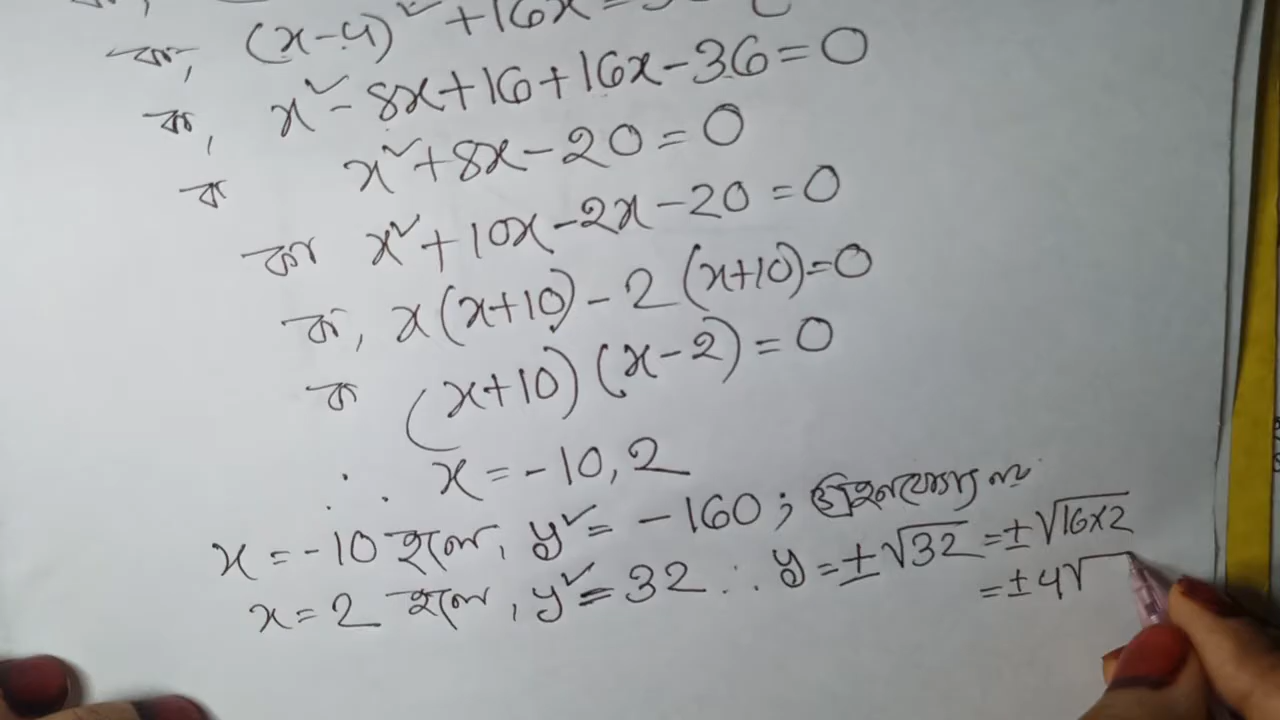 বা, (x-4)² + 16x =
বা, x² - 8x + 16 + 16x - 36 = 0
বা x² + 8x - 20 = 0
বা x² + 10x - 2x - 20 = 0
বা, x(x+10) - 2(x+10) = 0
বা (x+10)(x-2) = 0
∴ x = -10, 2
x = -10 হলে, y² = -160; গ্রহনযোগ্য নয়
x = 2 হলে, y² = 32 ∴ y = ±√32 = ±√16×2
= ±4√